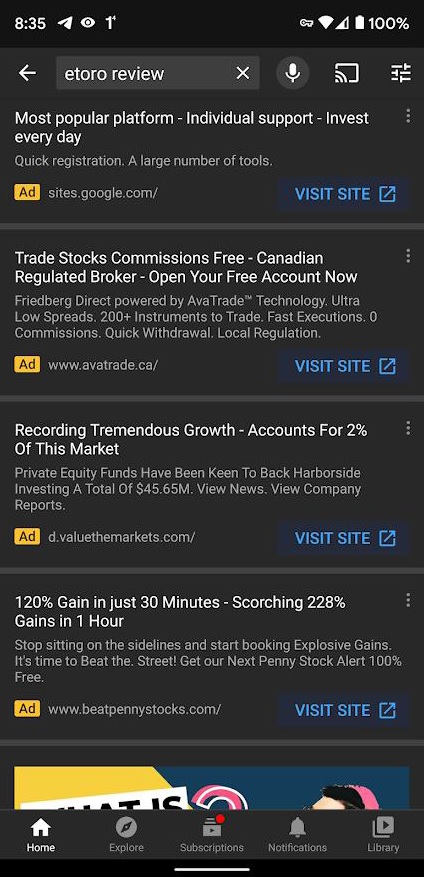 8:35
100%
etoro review
Most popular platform - Individual support - Invest
every day
Quick registration. A large number of tools.
Ad sites.google.com/ VISIT SITE
Trade Stocks Commissions Free - Canadian
Regulated Broker - Open Your Free Account Now
Friedberg Direct powered by AvaTrade™ Technology. Ultra
Low Spreads. 200+ Instruments to Trade. Fast Executions. 0
Commissions. Quick Withdrawal. Local Regulation.
Ad www.avatrade.ca/ VISIT SITE
Recording Tremendous Growth - Accounts For 2%
Of This Market
Private Equity Funds Have Been Keen To Back Harborside
Investing A Total Of $45.65M. View News. View Company
Reports.
Ad d.valuethemarkets.com/ VISIT SITE
120% Gain in just 30 Minutes - Scorching 228%
Gains in 1 Hour
Stop sitting on the sidelines and start booking Explosive Gains.
It's time to Beat the. Street! Get our Next Penny Stock Alert 100%
Free.
Ad www.beatpennystocks.com/ VISIT SITE
WHAT IS
Home Explore Subscriptions Notifications Library